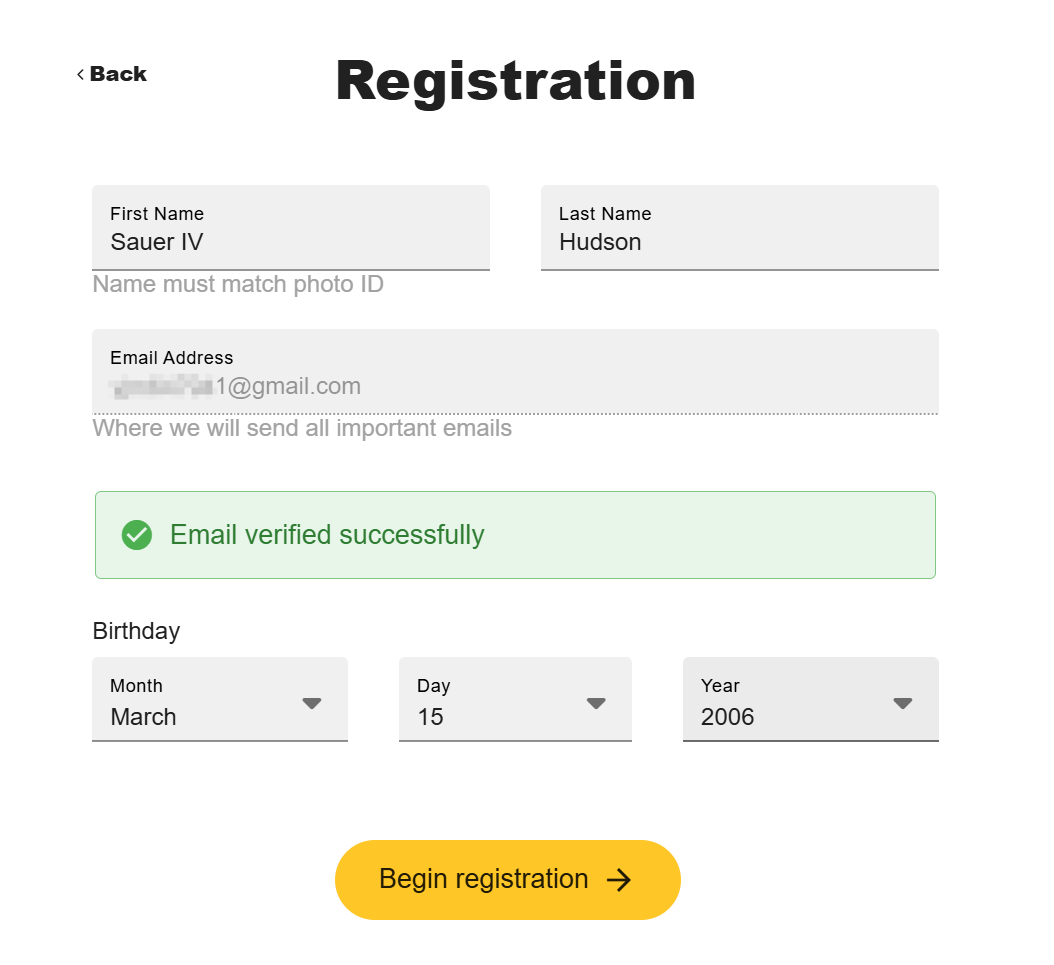 Back
Registration
First Name
Last Name
Sauer IV
Hudson
Name must match photo ID
Email Address
1@gmail.com
Where we will send all important emails
Email verified successfully
Birthday
Month
Day
Year
March
15
2006
Begin registration